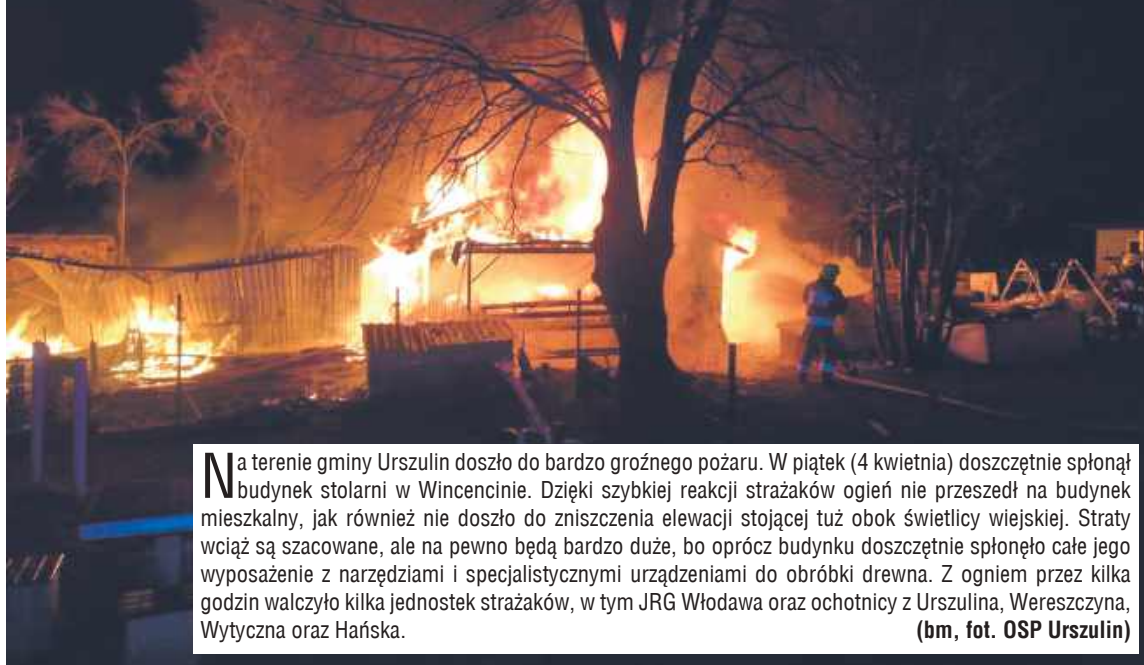 Na terenie gminy Urszulin doszło do bardzo groźnego pożaru. W piątek (4 kwietnia) doszczętnie spłonął
budynek stolarni w Wincencinie. Dzięki szybkiej reakcji strażaków ogień nie przeszedł na budynek
mieszkalny, jak również nie doszło do zniszczenia elewacji stojącej tuż obok świetlicy wiejskiej. Straty
wciąż są szacowane, ale na pewno będą bardzo duże, bo oprócz budynku doszczętnie spłonęło całe jego
wyposażenie z narzędziami i specjalistycznymi urządzeniami do obróbki drewna. Z ogniem przez kilka
godzin walczyło kilka jednostek strażaków, w tym JRG Włodawa oraz ochotnicy z Urszulina, Wereszczyna,
Wytyczna oraz Hańska. (bm, fot. OSP Urszulin)